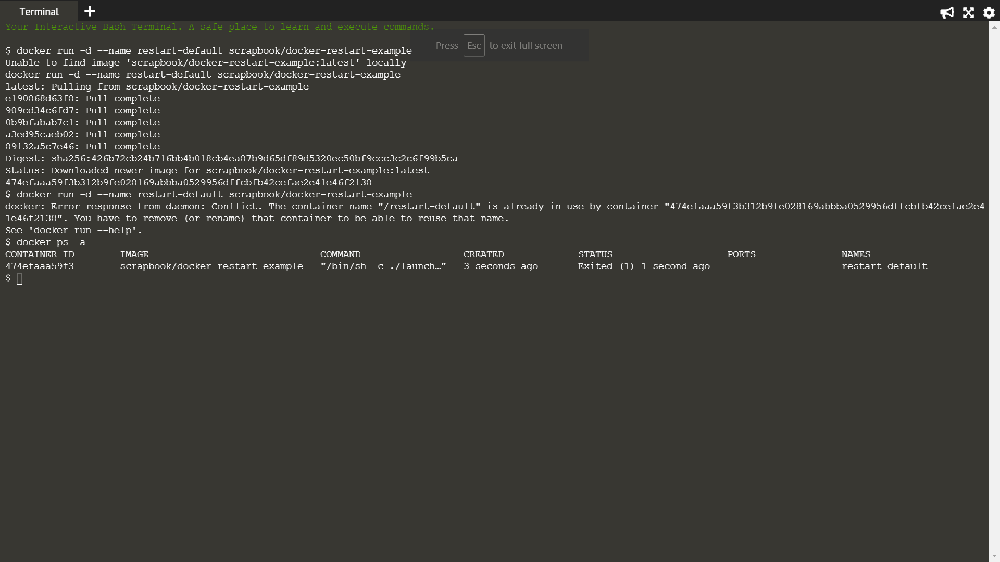 Terminal
Your Interactive Bash Terminal. A safe place to learn and execute commands.
Press Esc to exit full screen
$ docker run -d --name restart-default scrapbook/docker-restart-example
Unable to find image 'scrapbook/docker-restart-example:latest' locally
docker run -d --name restart-default scrapbook/docker-restart-example
latest: Pulling from scrapbook/docker-restart-example
e190868d63f8: Pull complete
909cd34c6fd7: Pull complete
0b9bfabab7c1: Pull complete
a3ed95caeb02: Pull complete
89132a5c7e46: Pull complete
Digest: sha256:426b72cb24b716bb4b018cb4ea87b9d65df89d5320ec50bf9ccc3c2c6f99b5ca
Status: Downloaded newer image for scrapbook/docker-restart-example:latest
474efaaa59f3b312b9fe028169abbba0529956dffcbfb42cefae2e41e46f2138
$ docker run -d --name restart-default scrapbook/docker-restart-example
docker: Error response from daemon: Conflict. The container name "/restart-default" is already in use by container "474efaaa59f3b312b9fe028169abbba0529956dffcbfb42cefae2e4
1e46f2138". You have to remove (or rename) that container to be able to reuse that name.
See 'docker run --help'.
$ docker ps -a
CONTAINER ID IMAGE COMMAND CREATED STATUS PORTS NAMES
474efaaa59f3 scrapbook/docker-restart-example "/bin/sh -c ./launch…" 3 seconds ago Exited (1) 1 second ago restart-default
$